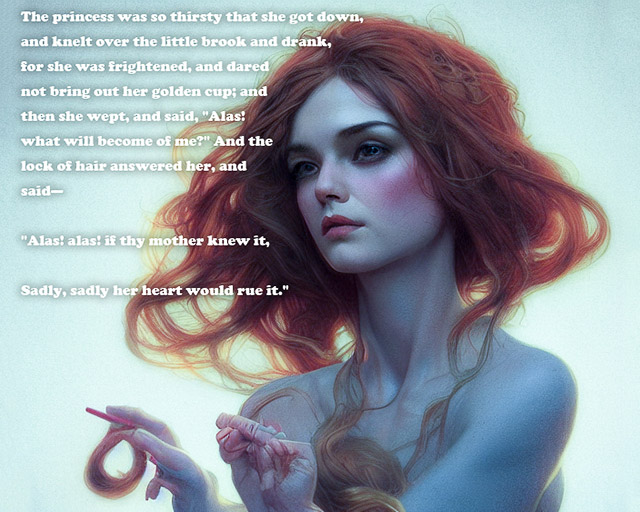 The princess was so thirsty that she got down,
and knelt over the little brook and drank,
for she was frightened, and dared
not bring out her golden cup; and
then she wept, and said, "Alas!
what will become of me?" And the
lock of hair answered her, and
said—
"Alas! alas! if thy mother knew it,
Sadly, sadly her heart would rue it."